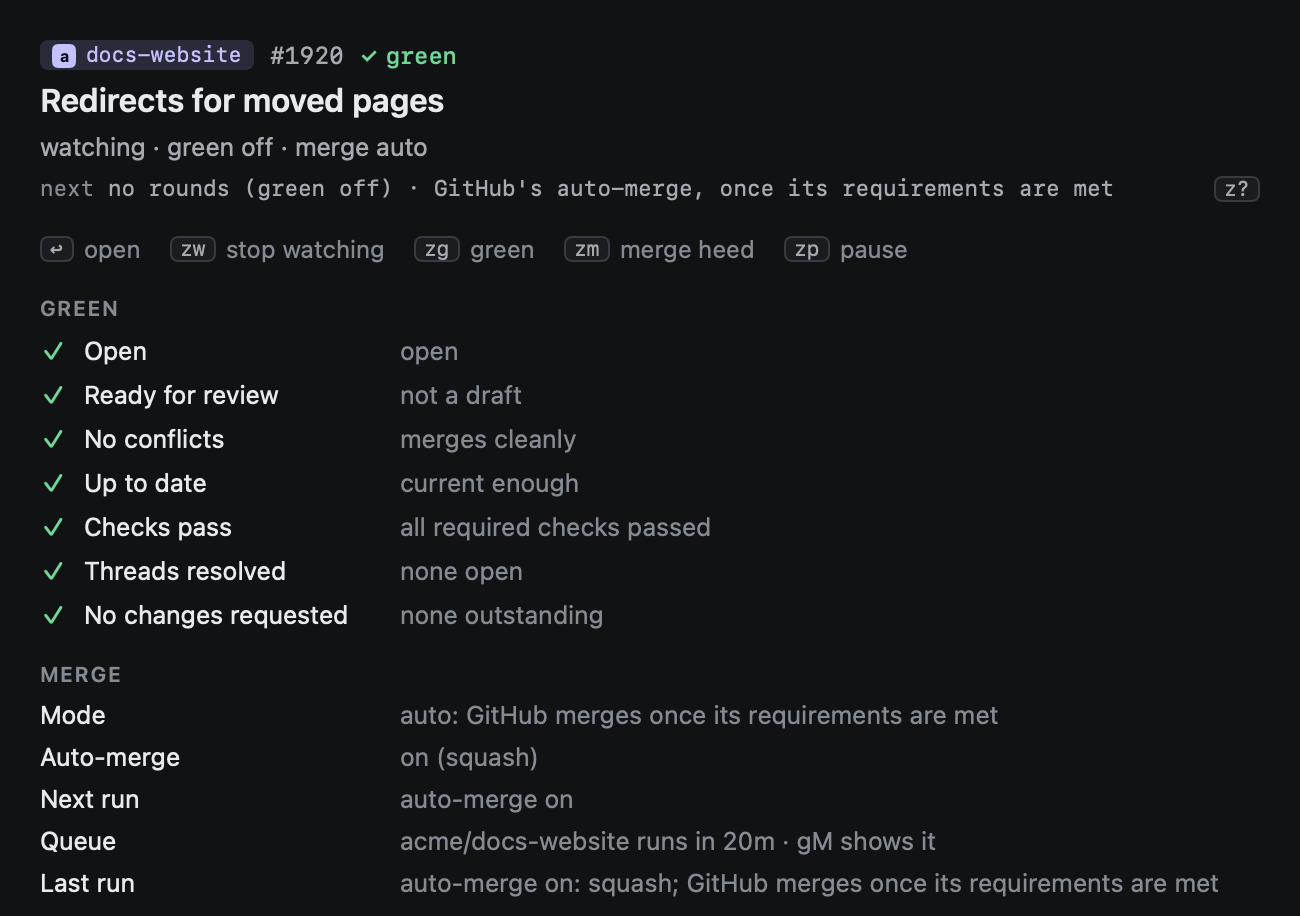 a docs-website #1920 ✓ green
Redirects for moved pages
watching · green off · merge auto
next no rounds (green off) · GitHub's auto-merge, once its requirements are met z?
↩ open zw stop watching zg green zm merge heed zp pause
GREEN
✓ Open open
✓ Ready for review not a draft
✓ No conflicts merges cleanly
✓ Up to date current enough
✓ Checks pass all required checks passed
✓ Threads resolved none open
✓ No changes requested none outstanding
MERGE
Mode auto: GitHub merges once its requirements are met
Auto-merge on (squash)
Next run auto-merge on
Queue acme/docs-website runs in 20m · gM shows it
Last run auto-merge on: squash; GitHub merges once its requirements are met